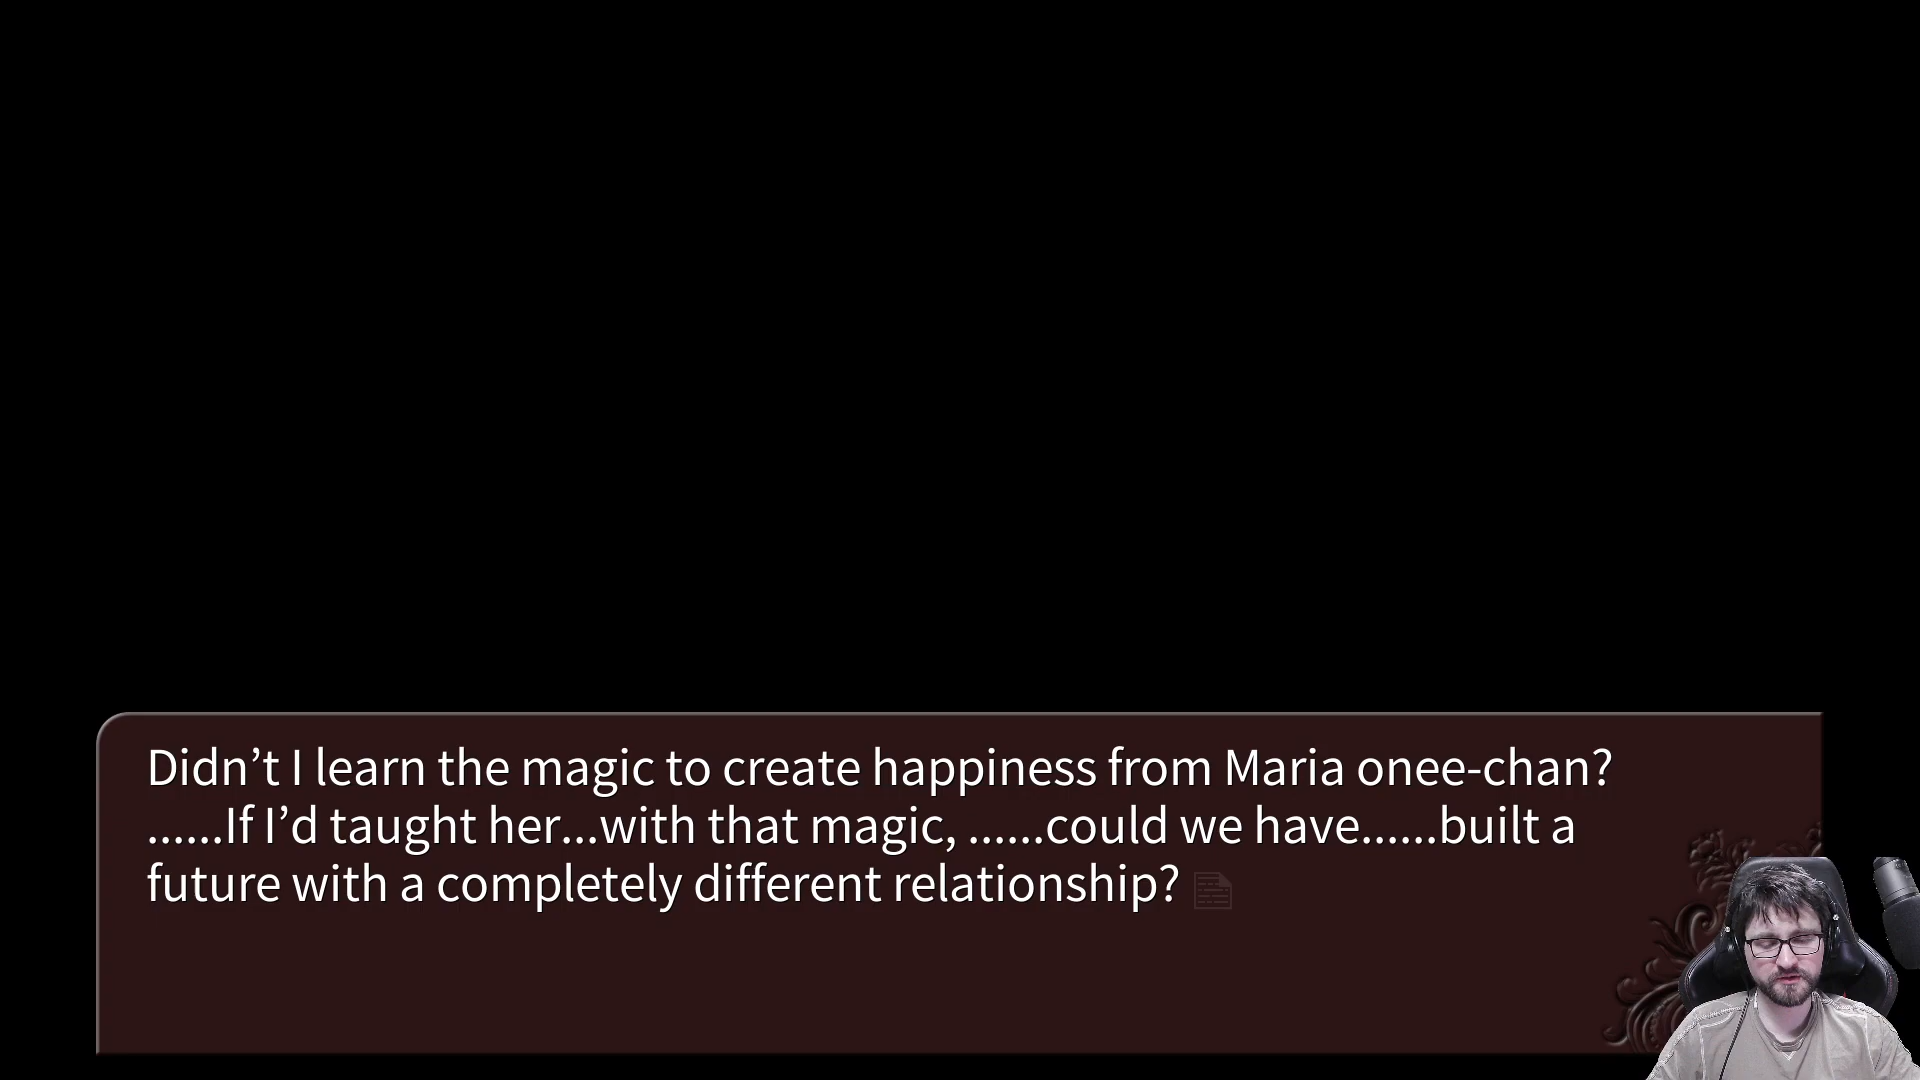 Didn’t I learn the magic to create happiness from Maria onee-chan?
......If I’d taught her...with that magic, ......could we have......built a
future with a completely different relationship?